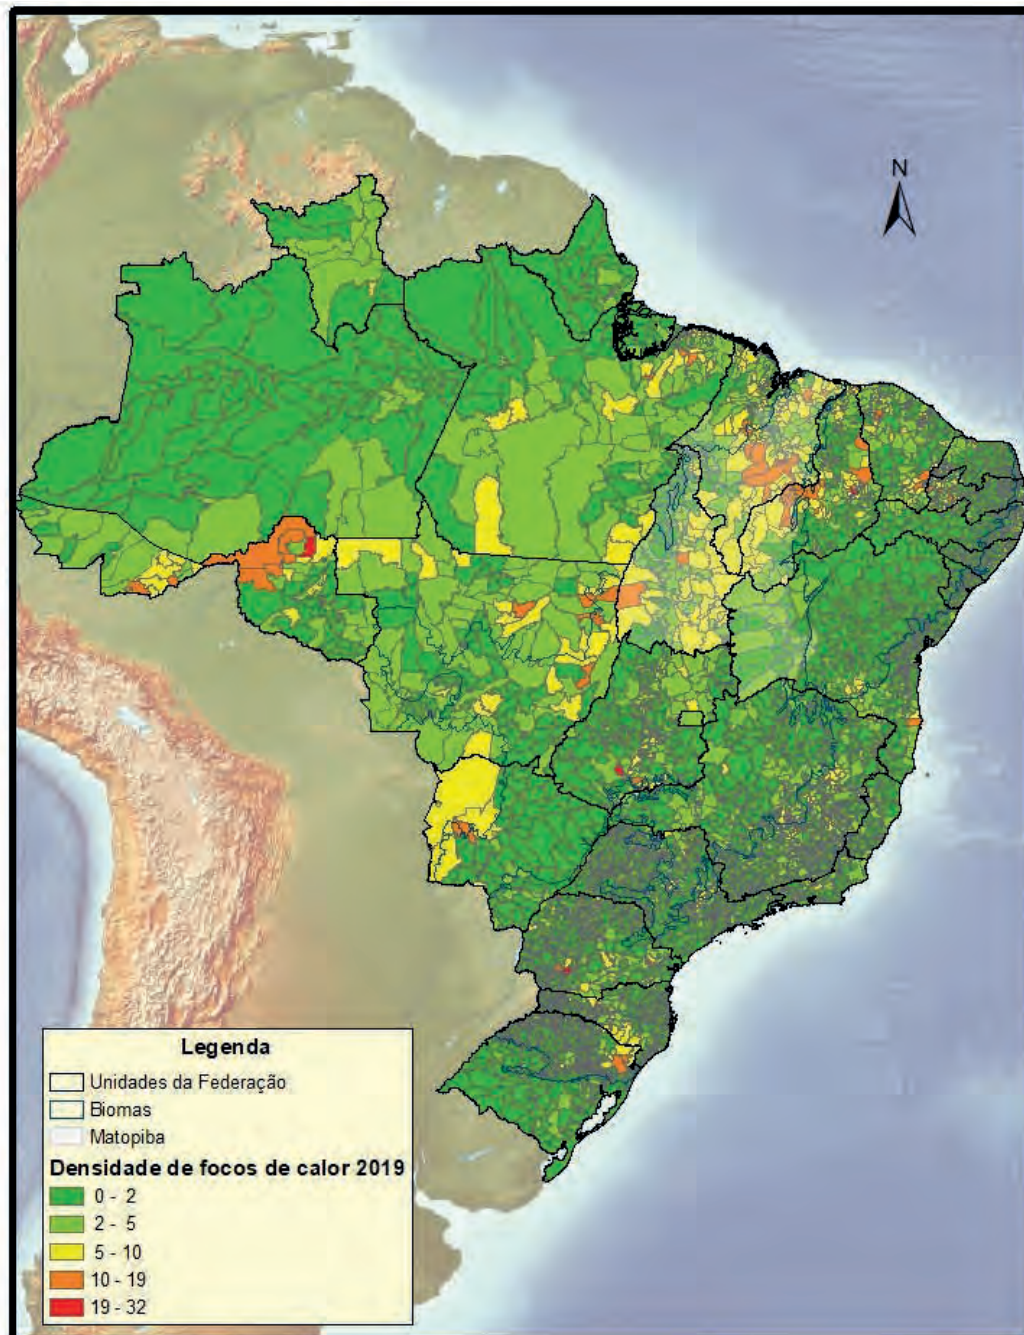 N
Legenda
Unidades da Federação
Biomas
Matopiba
Densidade de focos de calor 2019
0 - 2
2 - 5
5 - 10
10 - 19
19 - 32